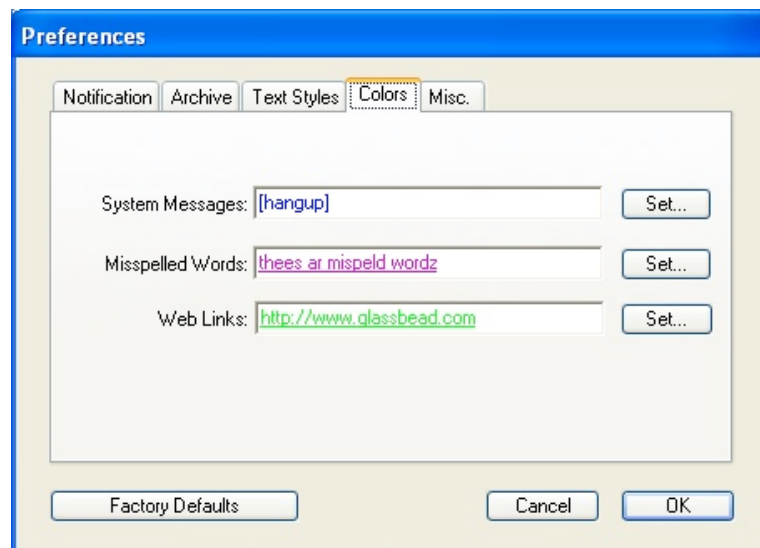 Preferences
Notification Archive Text Styles Colors Misc.
System Messages: [hangup] Set...
Misspelled Words: thees ar mispeld wordz Set...
Web Links: http://www.glassbead.com Set...
Factory Defaults Cancel OK